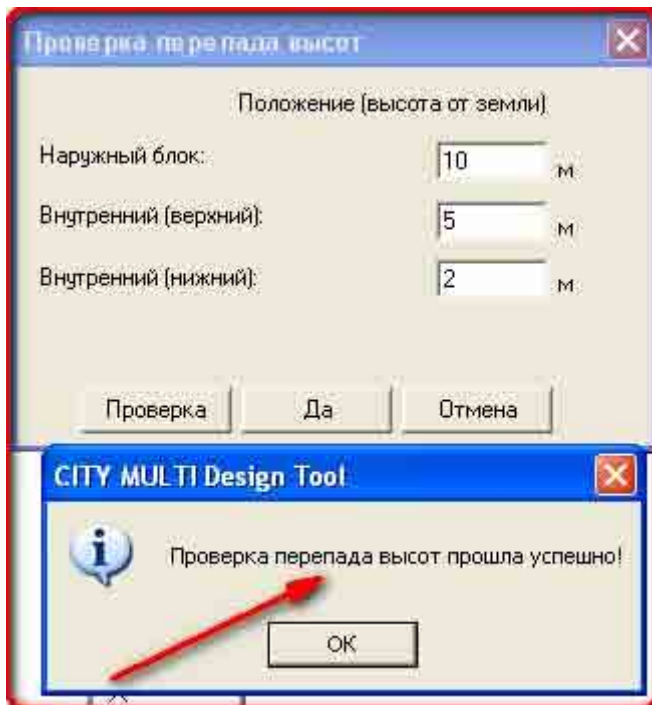 Проверка перепада высот
Положение (высота от земли)
Наружный блок: 10 м
Внутренний (верхний): 5 м
Внутренний (нижний): 2 м
Проверка Да Отмена
CITY MULTI Design Tool
Проверка перепада высот прошла успешно!
OK